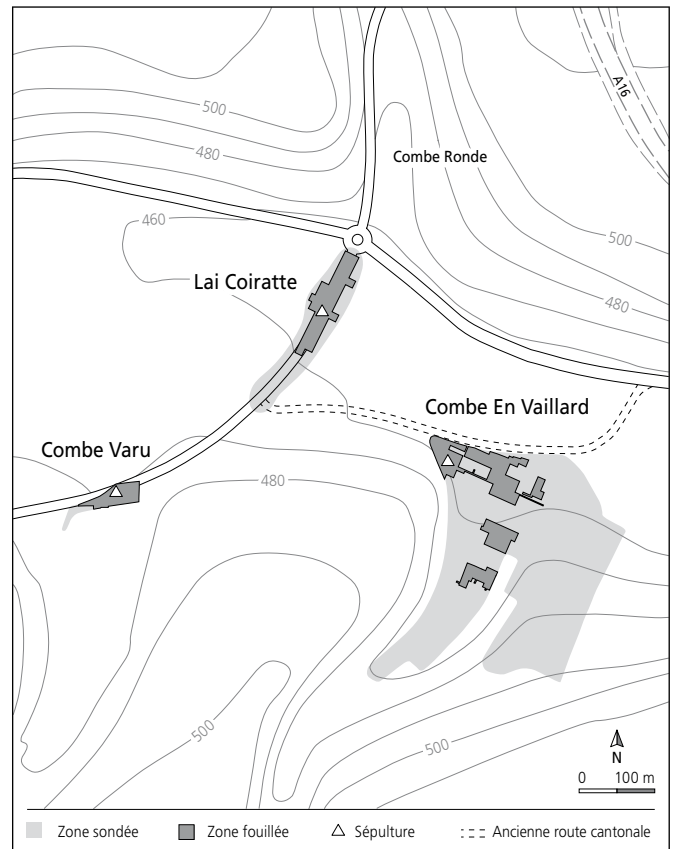 A16
500
480
Combe Ronde
460
500
Lai Coiratte
480
Combe En Vaillard
Combe Varu
480
500
500
N
0 100 m
Zone sondée Zone fouillée Sépulture Ancienne route cantonale